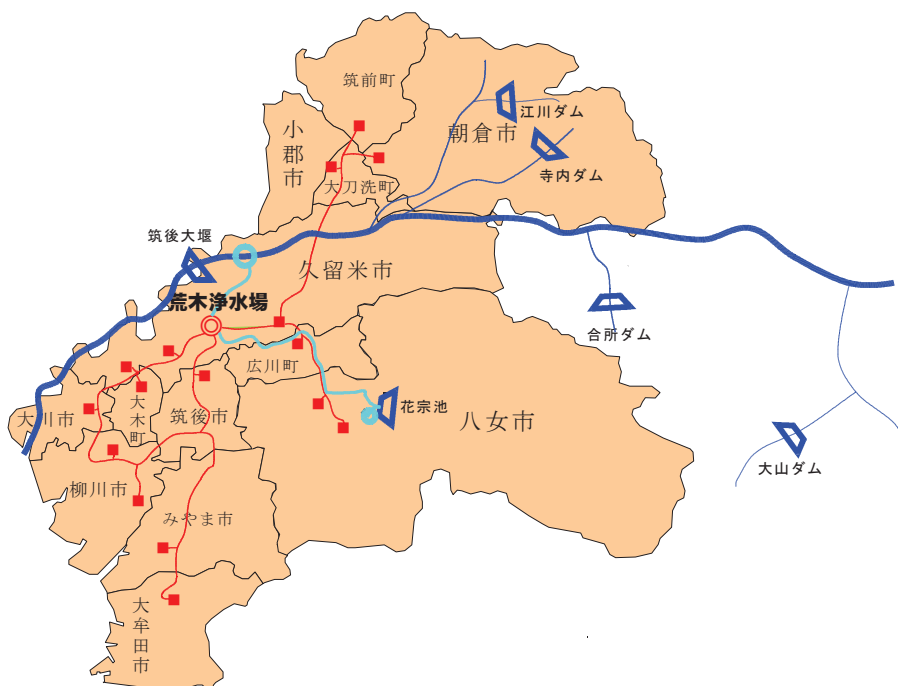 筑前町
江川ダム
小郡市
朝倉市
寺内ダム
大刀洗町
筑後大堰
久留米市
荒木浄水場
合所ダム
広川町
大川市
大木町
筑後市
花宗池
八女市
大山ダム
柳川市
みやま市
大牟田市